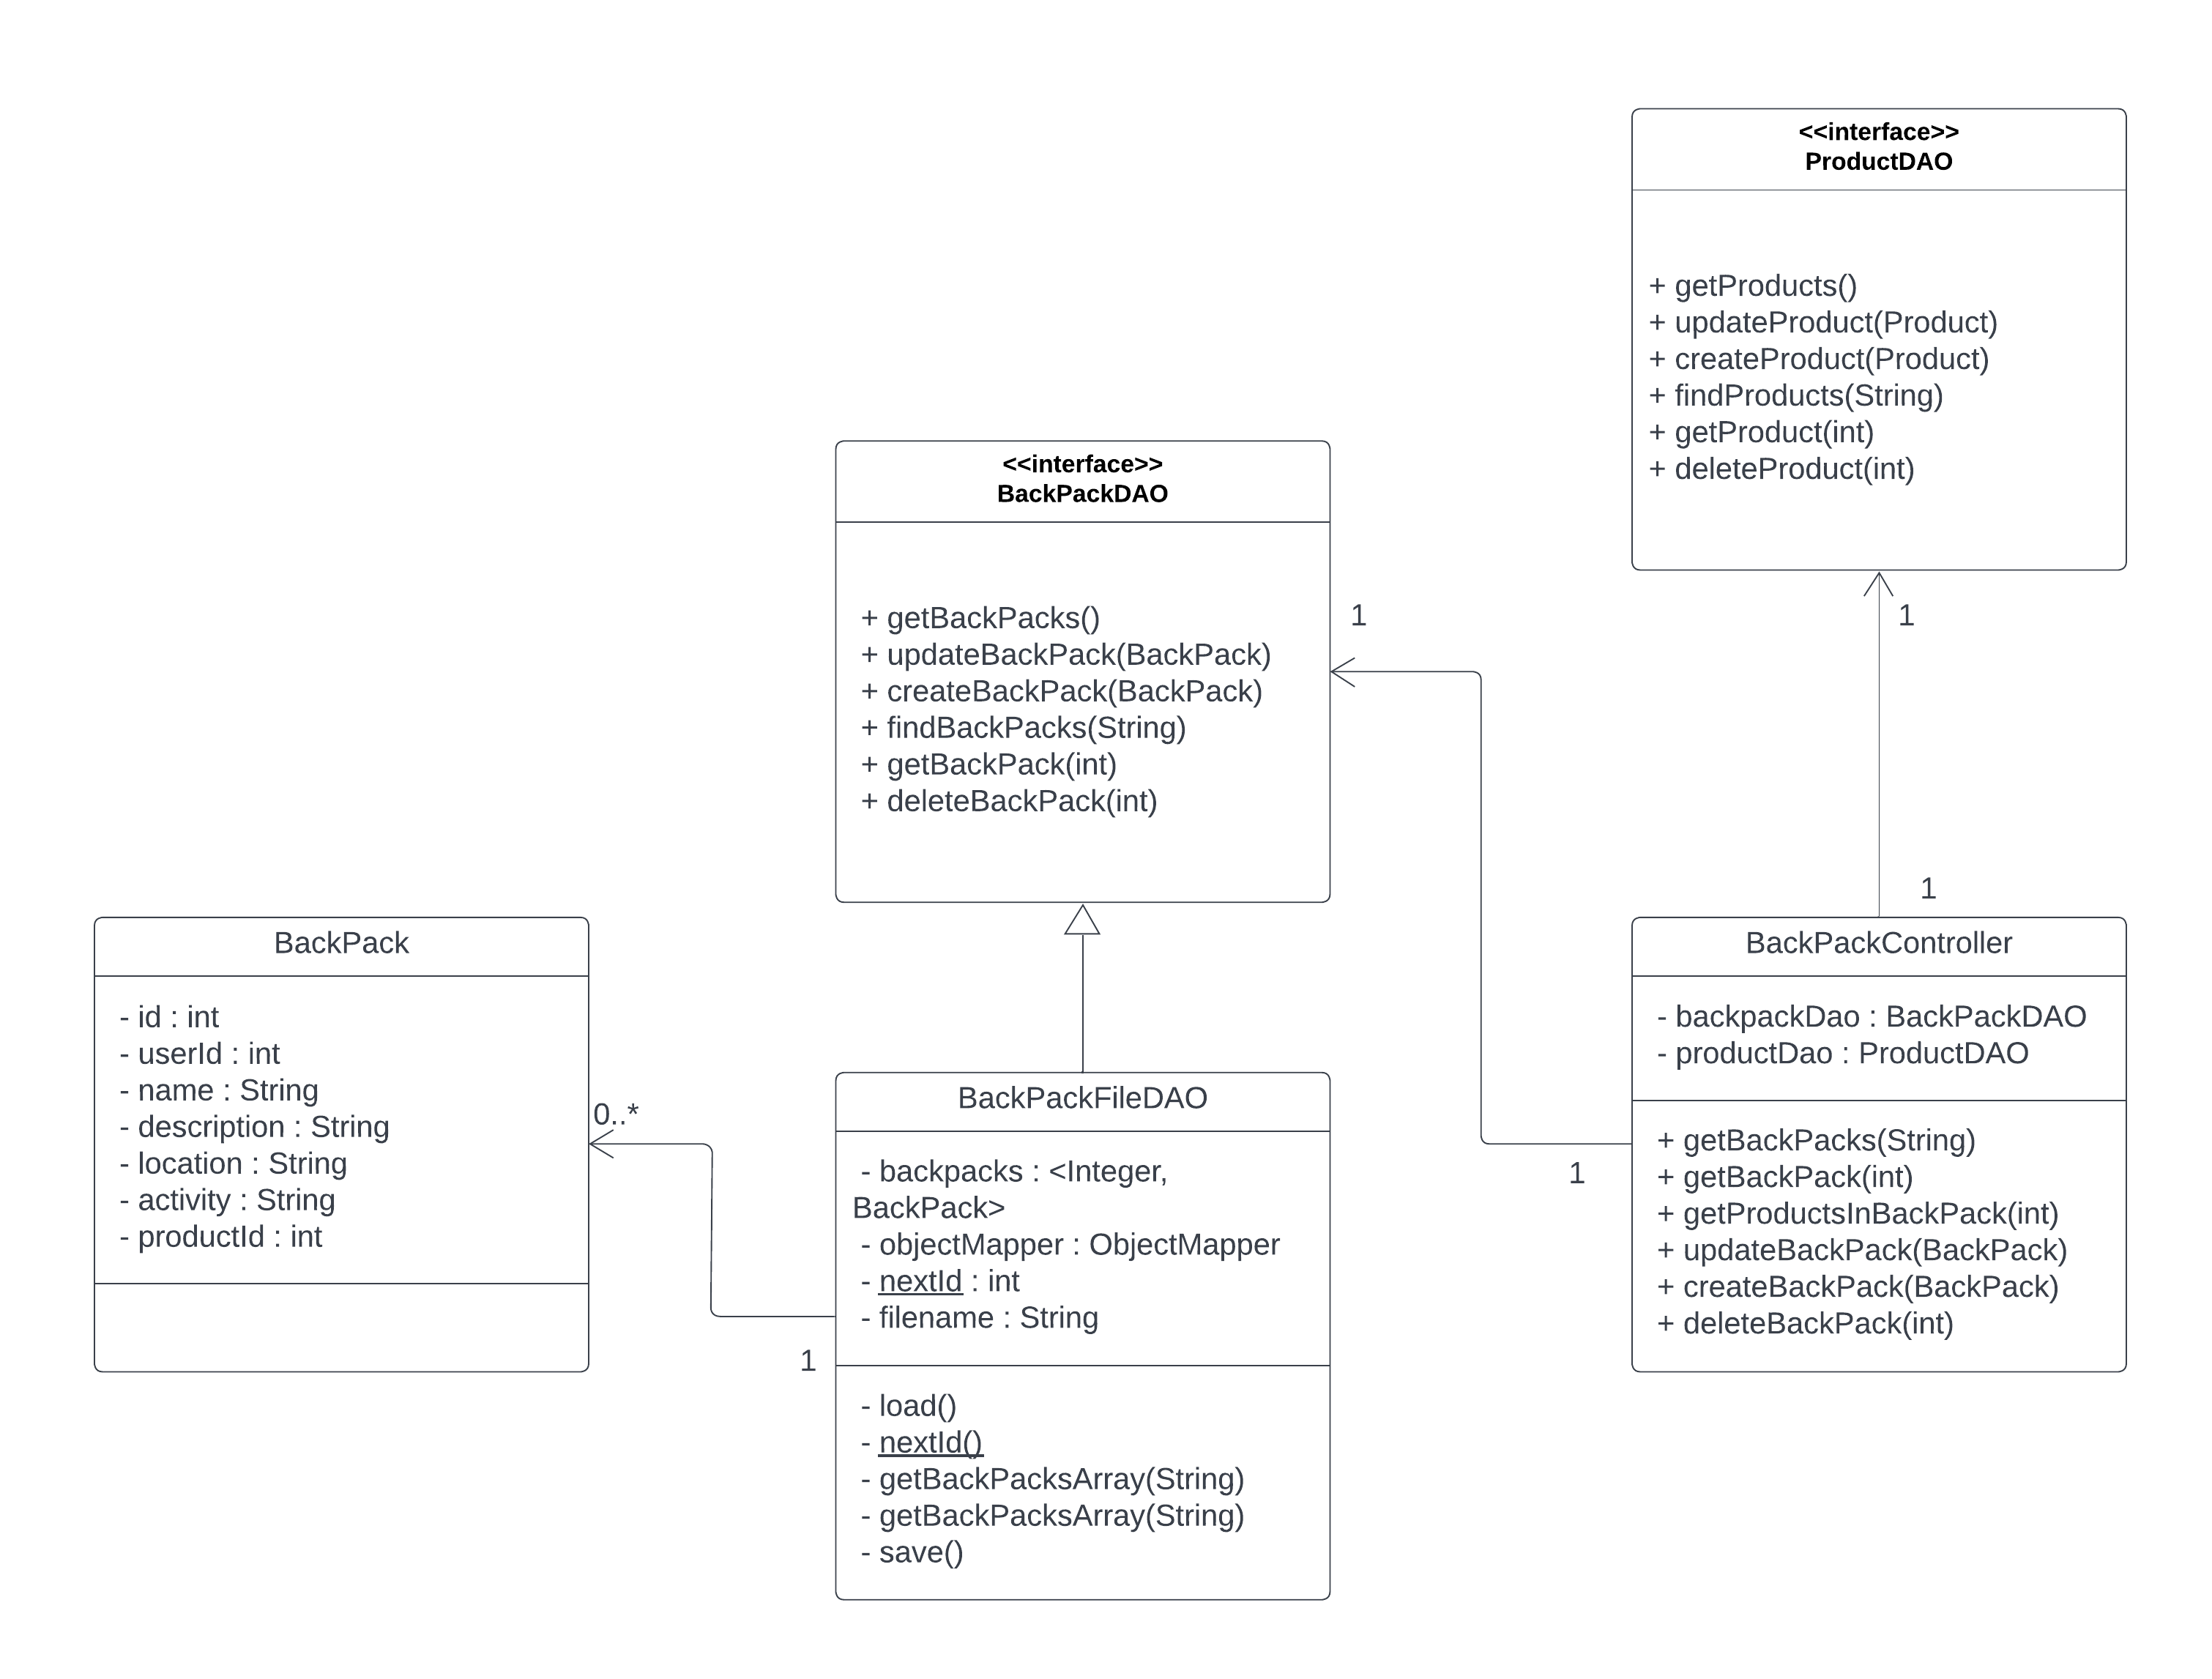 <<interface>>
ProductDAO
+ getProducts()
+ updateProduct(Product)
+ createProduct(Product)
+ findProducts(String)
+ getProduct(int)
+ deleteProduct(int)
1
1
<<interface>>
BackPackDAO
+ getBackPacks()
+ updateBackPack(BackPack)
+ createBackPack(BackPack)
+ findBackPacks(String)
+ getBackPack(int)
+ deleteBackPack(int)
1
1
BackPack
- id : int
- userId : int
- name : String
- description : String
- location : String
- activity : String
- productId : int
0..*
1
BackPackFileDAO
- backpacks : <Integer,
BackPack>
- objectMapper : ObjectMapper
- nextId : int
- filename : String
- load()
- nextId()
- getBackPacksArray(String)
- getBackPacksArray(String)
- save()
BackPackController
- backpackDao : BackPackDAO
- productDao : ProductDAO
+ getBackPacks(String)
+ getBackPack(int)
+ getProductsInBackPack(int)
+ updateBackPack(BackPack)
+ createBackPack(BackPack)
+ deleteBackPack(int)